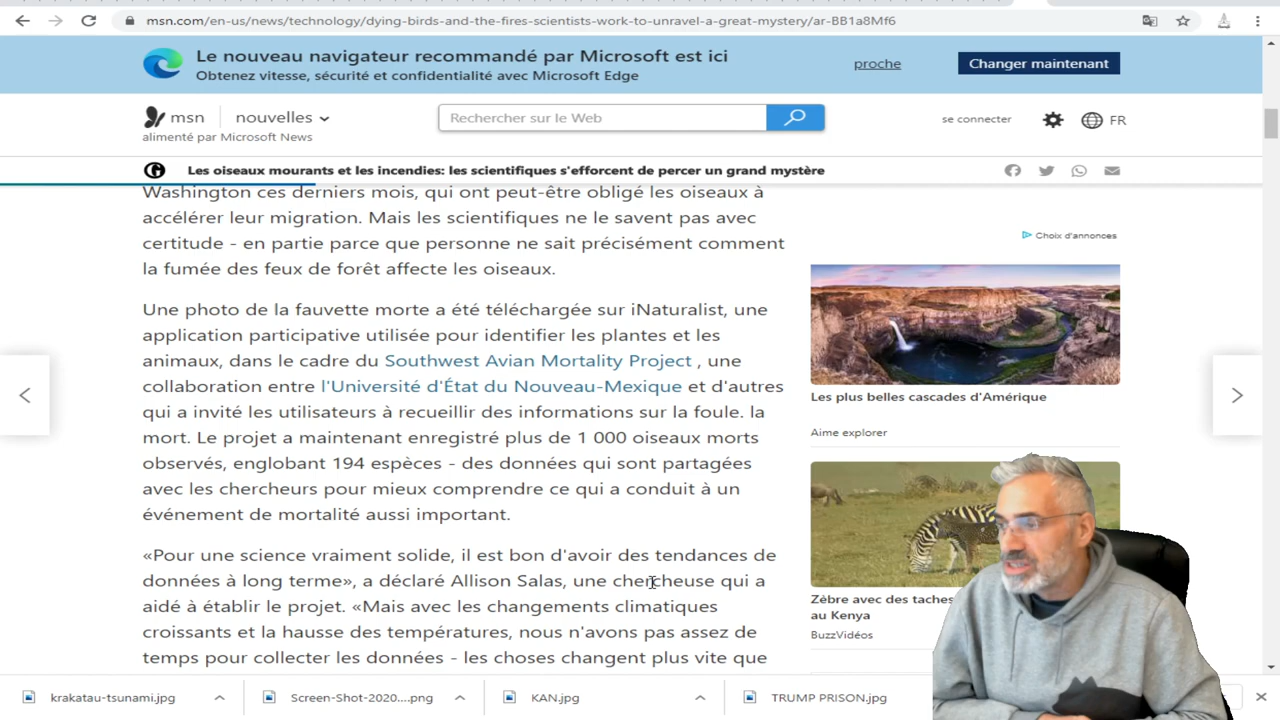 msn.com/en-us/news/technology/dying-birds-and-the-fires-scientists-work-to-unravel-a-great-mystery/ar-BB1a8Mf6
Le nouveau navigateur recommandé par Microsoft est ici
Obtenez vitesse, sécurité et confidentialité avec Microsoft Edge
proche
Changer maintenant
msn
nouvelles
alimenté par Microsoft News
Rechercher sur le Web
se connecter
FR
Les oiseaux mourants et les incendies: les scientifiques s'efforcent de percer un grand mystère
Washington ces derniers mois, qui ont peut-être obligé les oiseaux à
accélérer leur migration. Mais les scientifiques ne le savent pas avec
certitude - en partie parce que personne ne sait précisément comment
la fumée des feux de forêt affecte les oiseaux.
Une photo de la fauvette morte a été téléchargée sur iNaturalist, une
application participative utilisée pour identifier les plantes et les
animaux, dans le cadre du Southwest Avian Mortality Project , une
collaboration entre l'Université d'État du Nouveau-Mexique et d'autres
qui a invité les utilisateurs à recueillir des informations sur la foule. la
mort. Le projet a maintenant enregistré plus de 1 000 oiseaux morts
observés, englobant 194 espèces - des données qui sont partagées
avec les chercheurs pour mieux comprendre ce qui a conduit à un
événement de mortalité aussi important.
«Pour une science vraiment solide, il est bon d'avoir des tendances de
données à long terme», a déclaré Allison Salas, une chercheuse qui a
aidé à établir le projet. «Mais avec les changements climatiques
croissants et la hausse des températures, nous n'avons pas assez de
temps pour collecter les données - les choses changent plus vite que
Choix d'annonces
Les plus belles cascades d'Amérique
Aime explorer
Zèbre avec des taches
au Kenya
BuzzVidéos
krakatau-tsunami.jpg
Screen-Shot-2020....png
KAN.jpg
TRUMP PRISON.jpg